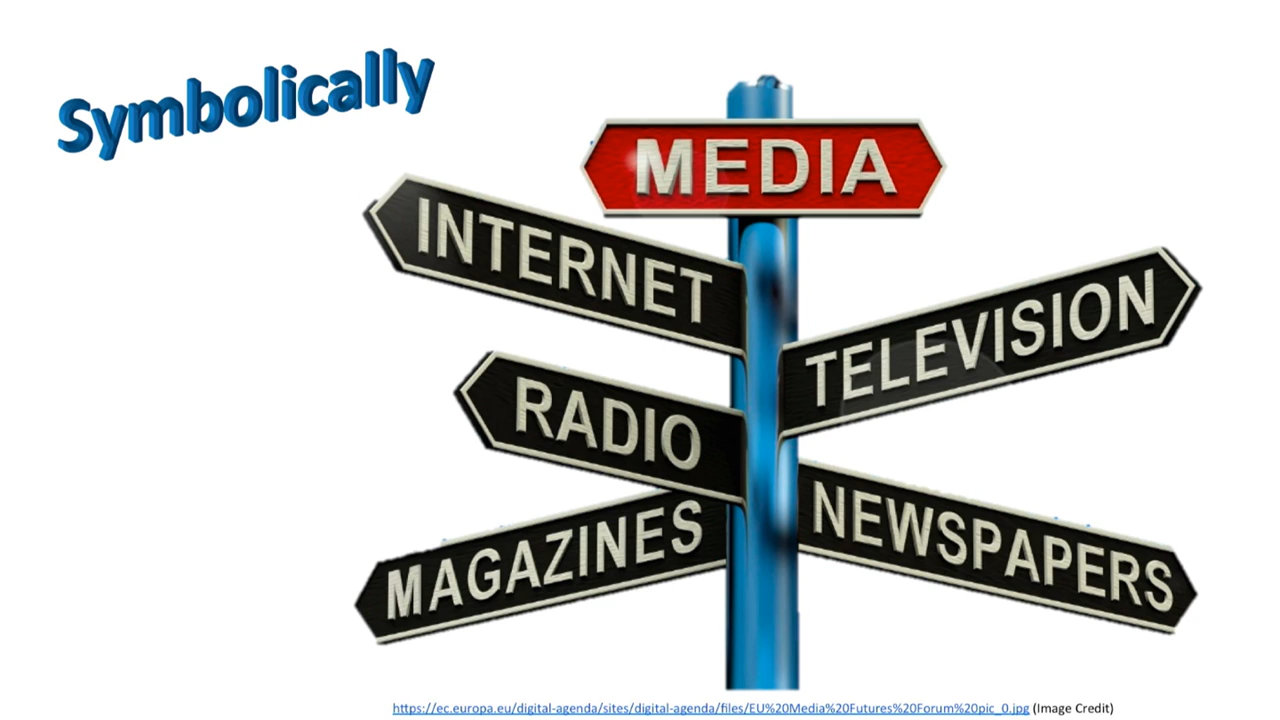 Symbolically
MEDIA
INTERNET
TELEVISION
RADIO
NEWSPAPERS
MAGAZINES
https://ec.europa.eu/digital-agenda/sites/digital-agenda/files/EU%20Media%20Futures%20Forum%20pic_0.jpg (Image Credit)